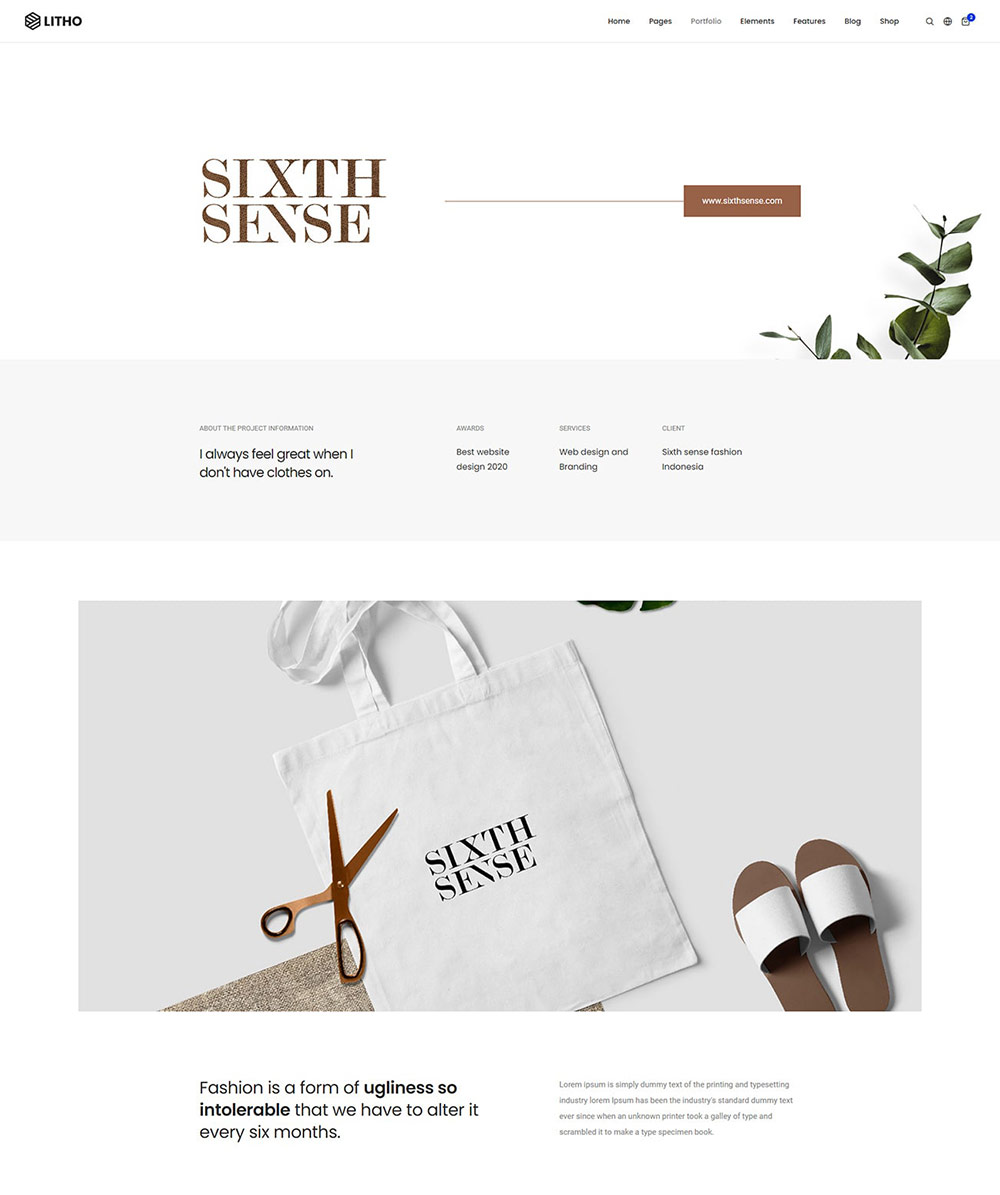 LITHO
Home Pages Portfolio Elements Features Blog Shop
2
SIXTH
SENSE
www.sixthsense.com
ABOUT THE PROJECT INFORMATION
I always feel great when I
don't have clothes on.
AWARDS
Best website
design 2020
SERVICES
Web design and
Branding
CLIENT
Sixth sense fashion
Indonesia
SIXTH
SENSE
Fashion is a form of ugliness so
intolerable that we have to alter it
every six months.
Lorem ipsum is simply dummy text of the printing and typesetting
industry lorem Ipsum has been the industry's standard dummy text
ever since when an unknown printer took a galley of type and
scrambled it to make a type specimen book.